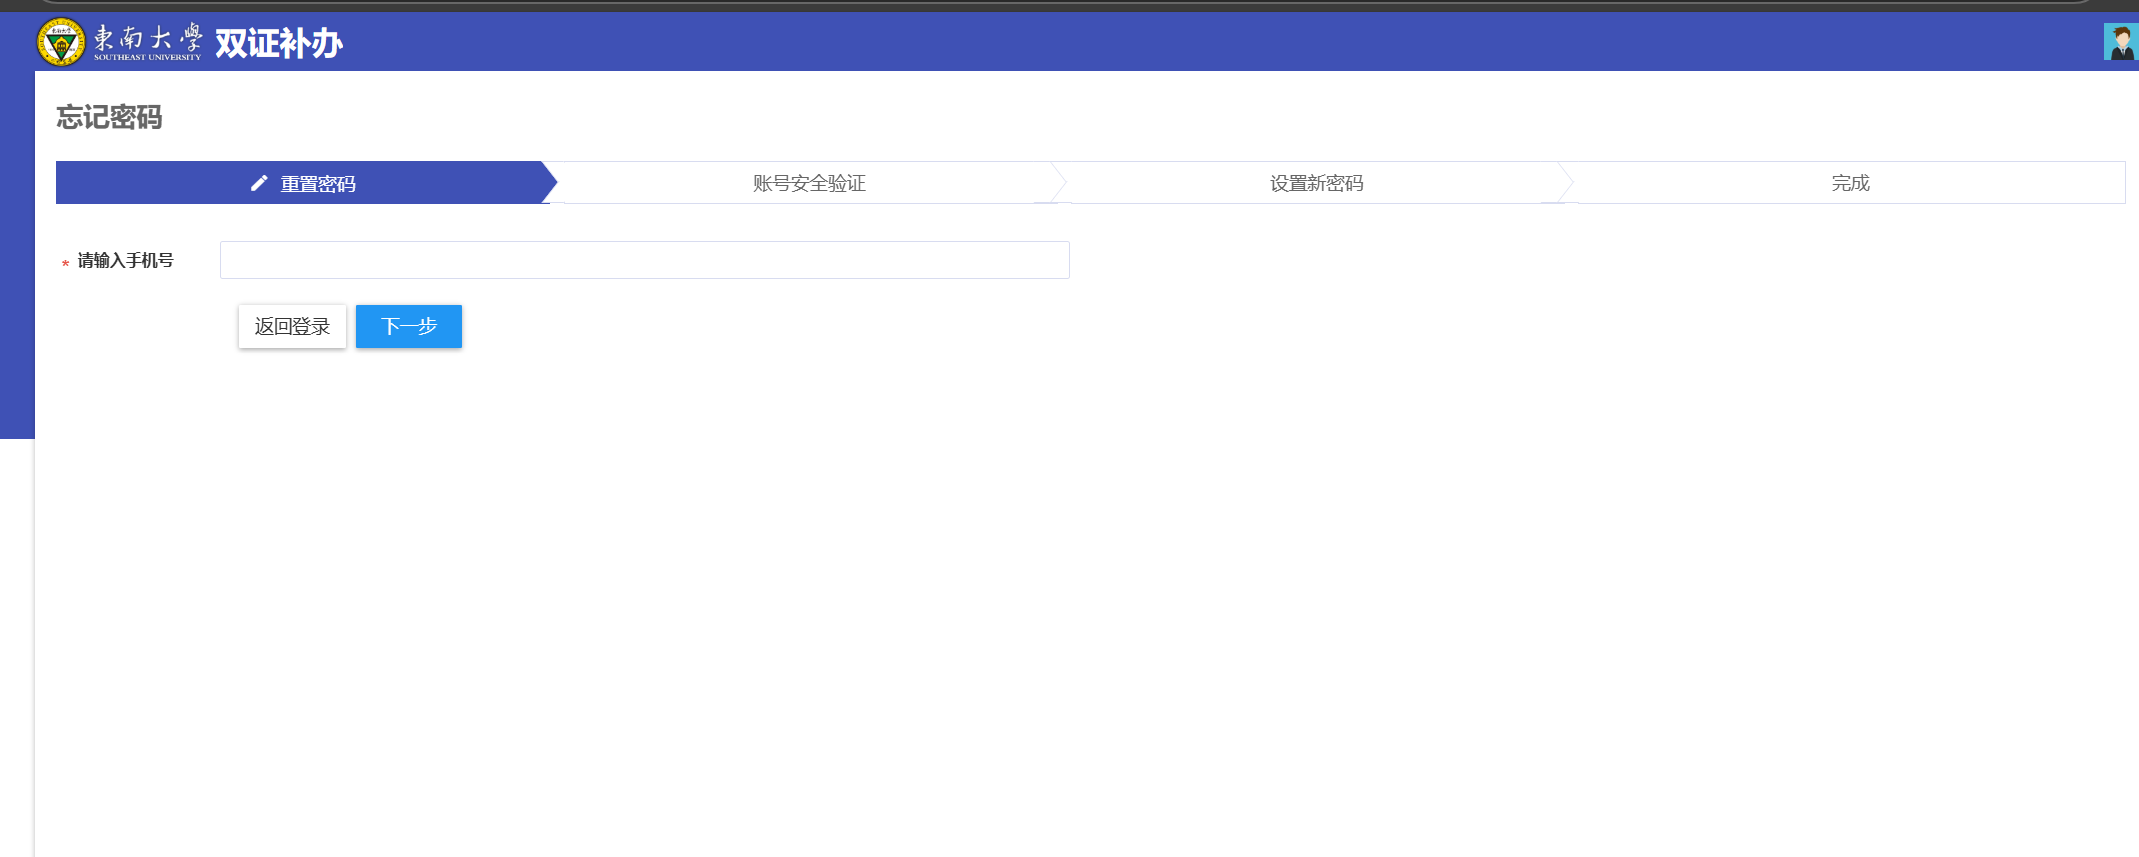 東南大學 双证补办
SOUTHEAST UNIVERSITY
忘记密码
重置密码 账号安全验证 设置新密码 完成
* 请输入手机号
返回登录 下一步